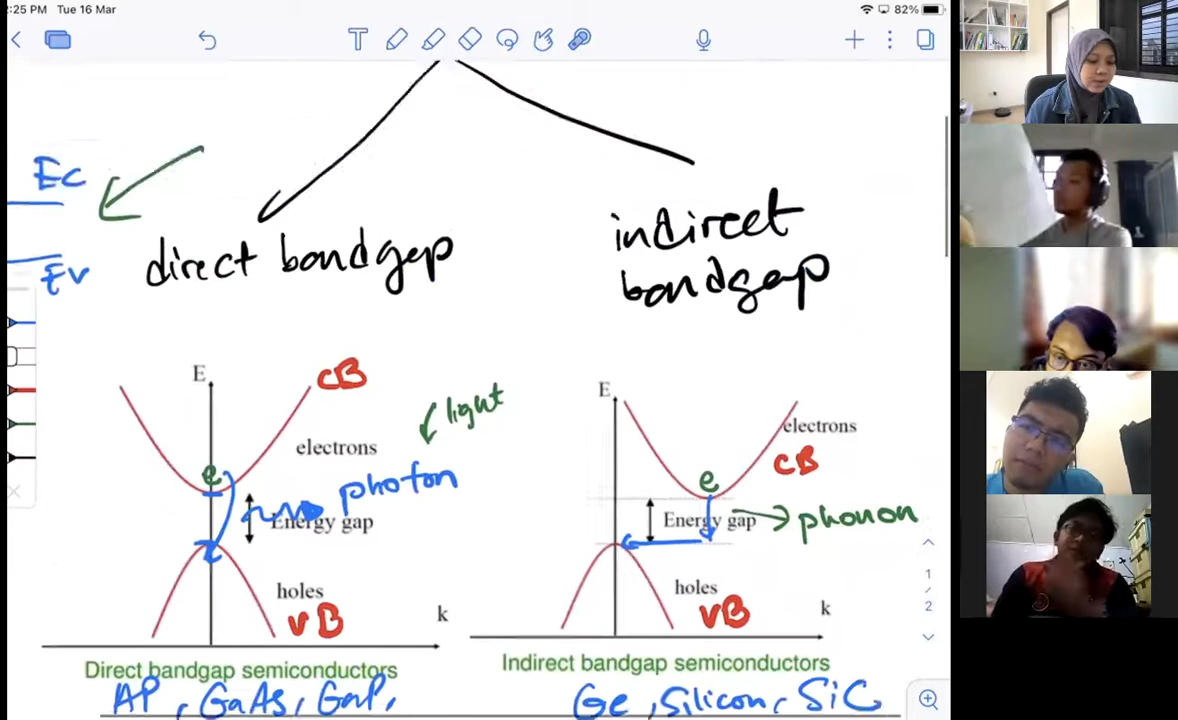 :25 PM Tue 16 Mar
82%
T
Ec
Ev
direct bandgap
indirect
bandgap
E
CB
light
electrons
e
photon
Energy gap
holes
VB
k
Direct bandgap semiconductors
AP, GaAs, GaP,
E
electrons
CB
e
Energy gap
phonon
holes
VB
k
Indirect bandgap semiconductors
Ge, Silicon, SiC
1
/
2